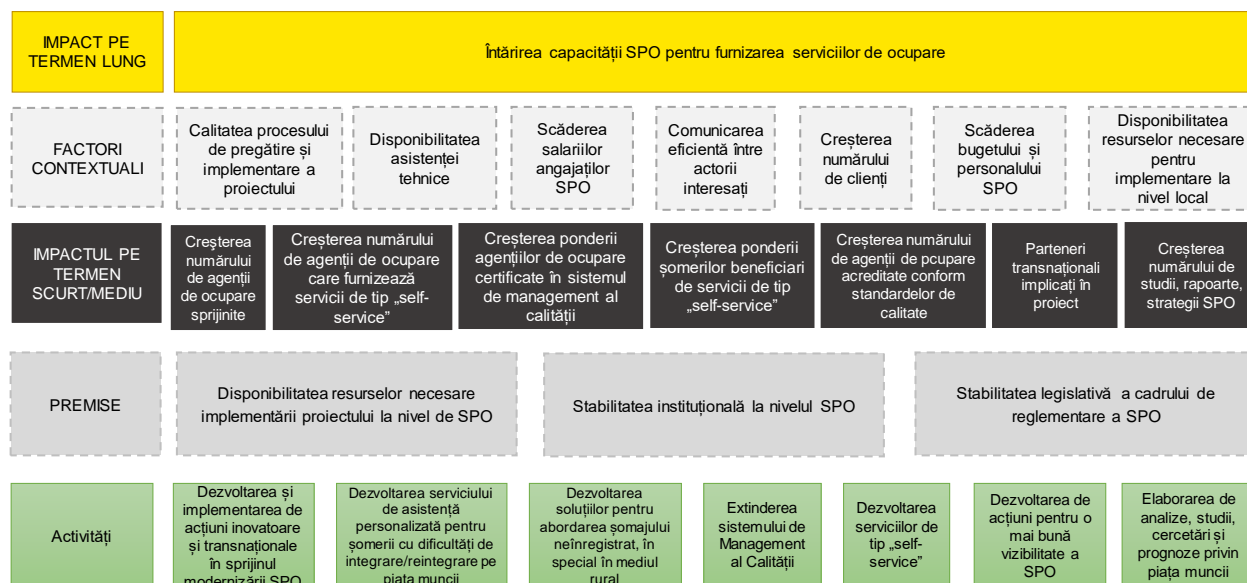 IMPACT PE
TERMEN LUNG
Întărirea capacității SPO pentru furnizarea serviciilor de ocupare
FACTORI
CONTEXTUALI
Calitatea procesului
de pregătire și
implementare a
proiectului
Disponibilitatea
asistenței
tehnice
Scăderea
salariilor
angajaților
SPO
Comunicarea
eficientă între
actorii
interesați
Creșterea
numărului
de clienți
Scăderea
bugetului și
personalului
SPO
Disponibilitatea
resurselor necesare
pentru
implementare la
nivel local
IMPACTUL PE
TERMEN
SCURT/MEDIU
Creșterea
numărului
de agenții
de ocupare
sprijinite
Creșterea numărului
de agenții de ocupare
care furnizează
servicii de tip „self-
service”
Creșterea ponderii
agențiilor de ocupare
certificate în sistemul
de management al
calității
Creșterea ponderii
șomerilor beneficiari
de servicii de tip
„self-service”
Creșterea numărului
de agenții de pcupare
acreditate conform
standardelor de
calitate
Parteneri
transnaționali
implicați în
proiect
Creșterea
numărului de
studii, rapoarte,
strategii SPO
PREMISE
Disponibilitatea resurselor necesare
implementării proiectului la nivel de SPO
Stabilitatea instituțională la nivelul SPO
Stabilitatea legislativă a cadrului de
reglementare a SPO
Activități
Dezvoltarea și
implementarea de
acțiuni inovatoare
și transnaționale
în sprijinul
modernizării SPO
Dezvoltarea serviciului
de asistență
personalizată pentru
șomerii cu dificultăți de
integrare/reintegrare pe
piața muncii
Dezvoltarea
soluțiilor pentru
abordarea șomajului
neînregistrat, în
special în mediul
rural
Extinderea
sistemului de
Management
al Calității
Dezvoltarea
serviciilor de
tip „self-
service”
Dezvoltarea de
acțiuni pentru o
mai bună
vizibilitate a
SPO
Elaborarea de
analize, studii,
cercetări și
prognoze privin
piața muncii